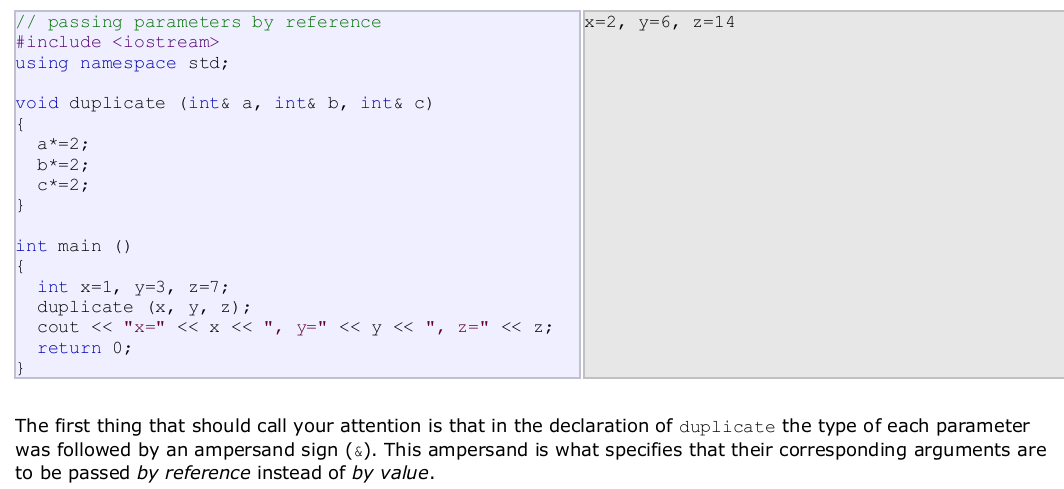 // passing parameters by reference
#include <iostream>
using namespace std;

void duplicate (int& a, int& b, int& c)
{
  a*=2;
  b*=2;
  c*=2;
}

int main ()
{
  int x=1, y=3, z=7;
  duplicate (x, y, z);
  cout << "x=" << x << ", y=" << y << ", z=" << z;
  return 0;
}
x=2, y=6, z=14
The first thing that should call your attention is that in the declaration of duplicate the type of each parameter
was followed by an ampersand sign (&). This ampersand is what specifies that their corresponding arguments are
to be passed by reference instead of by value.